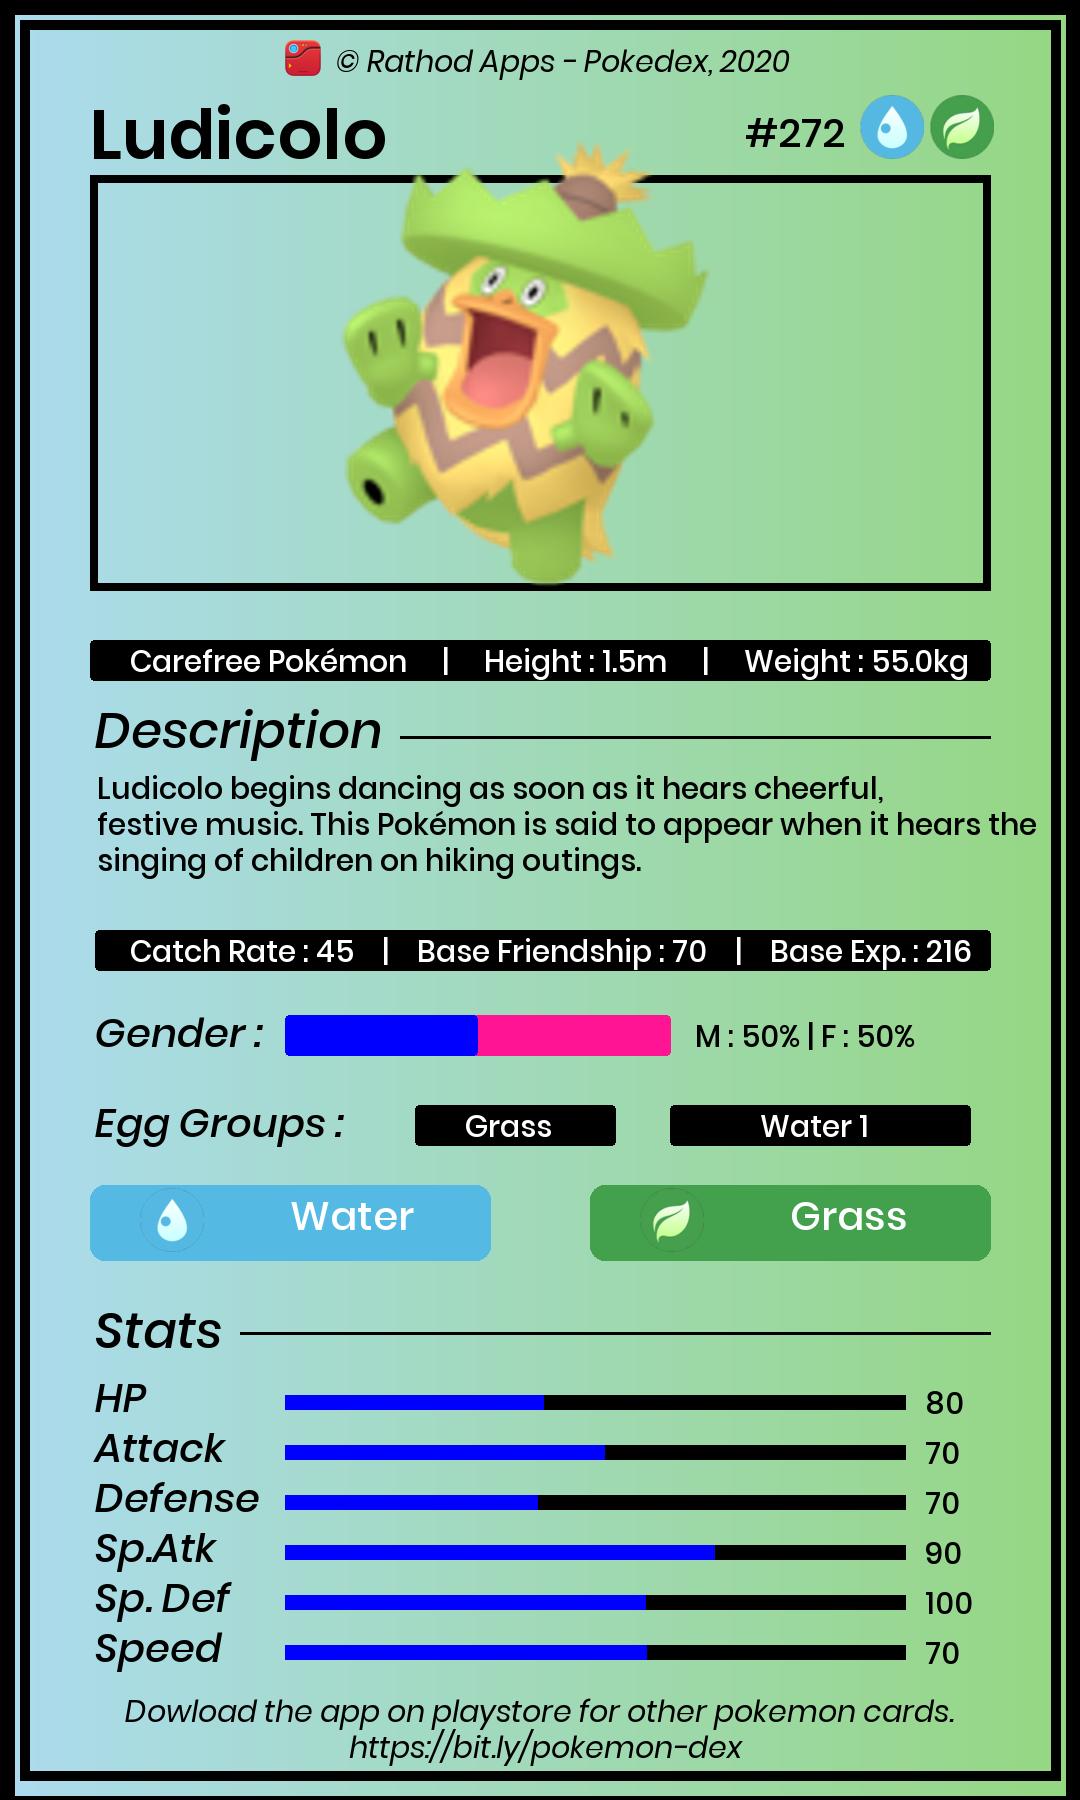 © Rathod Apps - Pokedex, 2020
Ludicolo
#272
Carefree Pokémon | Height : 1.5m | Weight : 55.0kg
Description
Ludicolo begins dancing as soon as it hears cheerful,
festive music. This Pokémon is said to appear when it hears the
singing of children on hiking outings.
Catch Rate : 45 | Base Friendship : 70 | Base Exp. : 216
Gender : M : 50% | F : 50%
Egg Groups : Grass Water 1
Water Grass
Stats
HP 80
Attack 70
Defense 70
Sp.Atk 90
Sp. Def 100
Speed 70
Dowload the app on playstore for other pokemon cards.
https://bit.ly/pokemon-dex